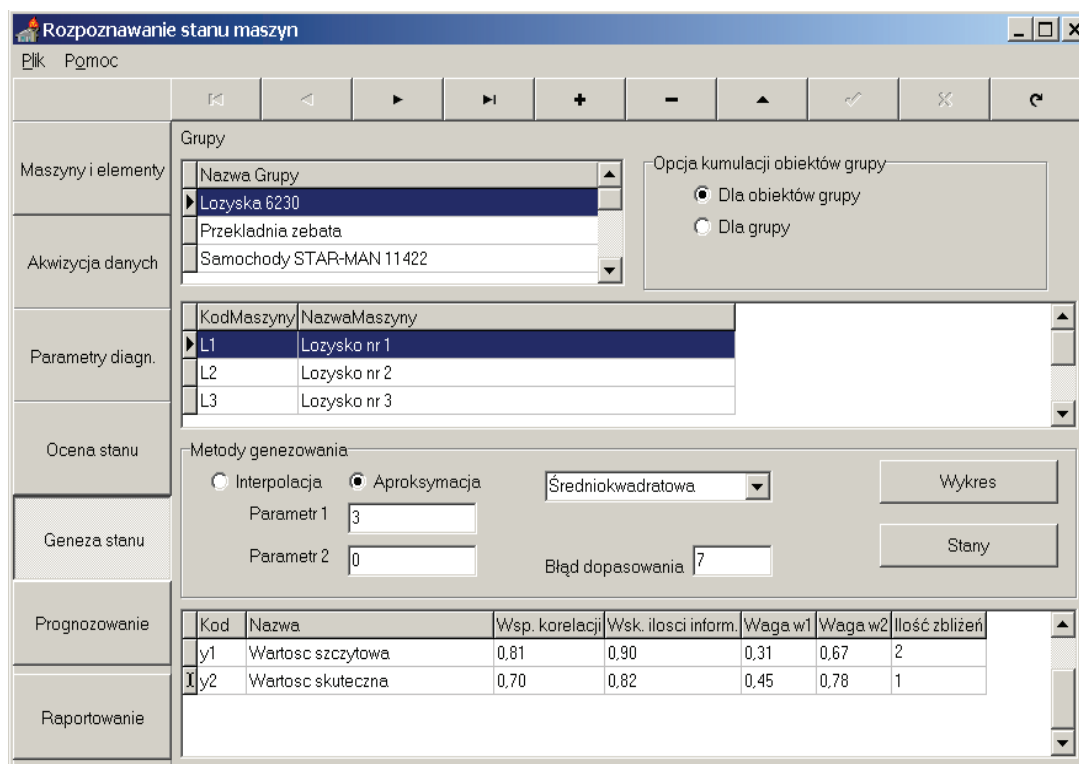 Rozpoznawanie stanu maszyn
Plik Pomoc
Maszyny i elementy
Akwizycja danych
Parametry diagn.
Ocena stanu
Geneza stanu
Prognozowanie
Raportowanie
Grupy
Nazwa Grupy
Lozyska 6230
Przekladnia zebata
Samochody STAR-MAN 11422
Opcja kumulacji obiektów grupy
Dla obiektów grupy
Dla grupy
KodMaszyny NazwaMaszyny
L1 Lozysko nr 1
L2 Lozysko nr 2
L3 Lozysko nr 3
Metody genezowania
Interpolacja Aproksymacja Średniokwadratowa Wykres
Parametr 1 3
Parametr 2 0 Błąd dopasowania 7 Stany
Kod Nazwa Wsp. korelacji Wsk. ilosci inform. Waga w1 Waga w2 Ilość zbliżeń
y1 Wartosc szczytowa 0,81 0,90 0,31 0,67 2
y2 Wartosc skuteczna 0,70 0,82 0,45 0,78 1